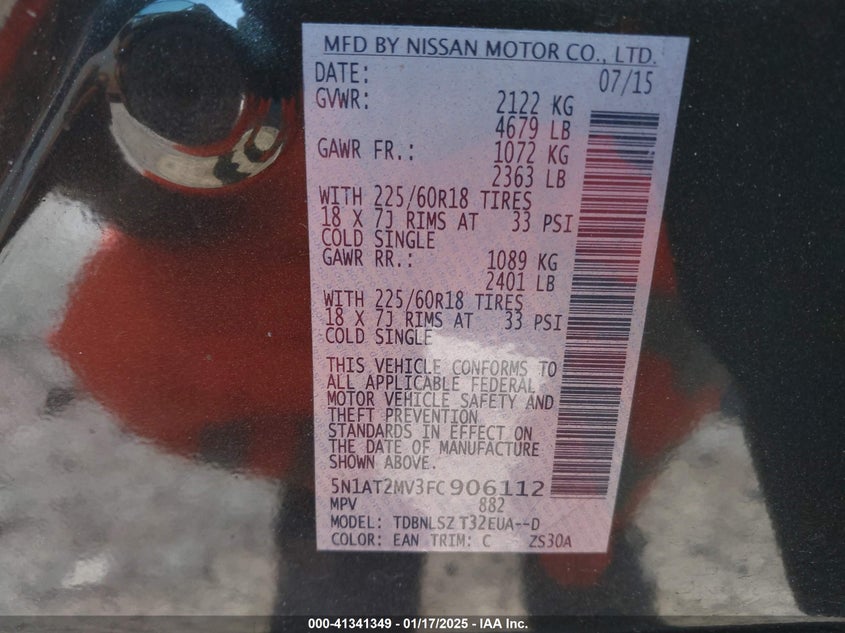 MFD BY NISSAN MOTOR CO., LTD.
DATE: 07/15
GVWR: 2122 KG
4679 LB
GAWR FR.: 1072 KG
2363 LB
WITH 225/60R18 TIRES
18 X 7J RIMS AT 33 PSI
COLD SINGLE
GAWR RR.: 1089 KG
2401 LB
WITH 225/60R18 TIRES
18 X 7J RIMS AT 33 PSI
COLD SINGLE
THIS VEHICLE CONFORMS TO
ALL APPLICABLE FEDERAL
MOTOR VEHICLE SAFETY AND
THEFT PREVENTION
STANDARDS IN EFFECT ON
THE DATE OF MANUFACTURE
SHOWN ABOVE.
5N1AT2MV3FC906112
MPV 882
MODEL: TDBNLSZ T32EUA--D
COLOR: EAN TRIM: C ZS30A
000-41341349 — 01/17/2025 - IAA Inc.